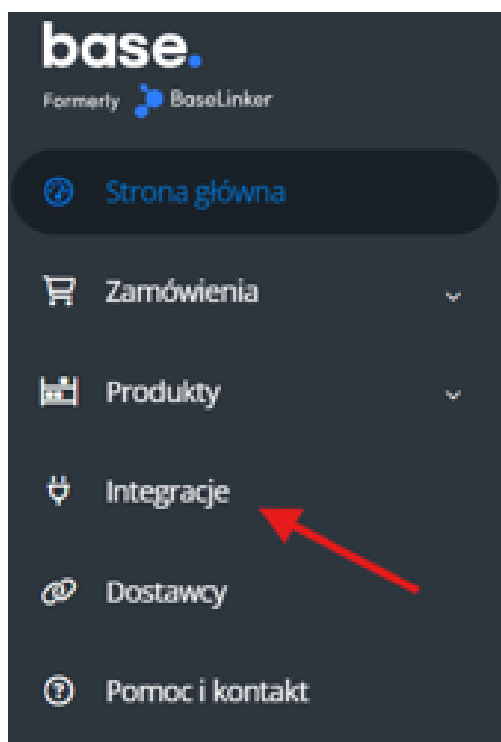 base.
Formerly BaseLinker
Strona główna
Zamówienia
Produkty
Integracje
Dostawcy
Pomoc i kontakt